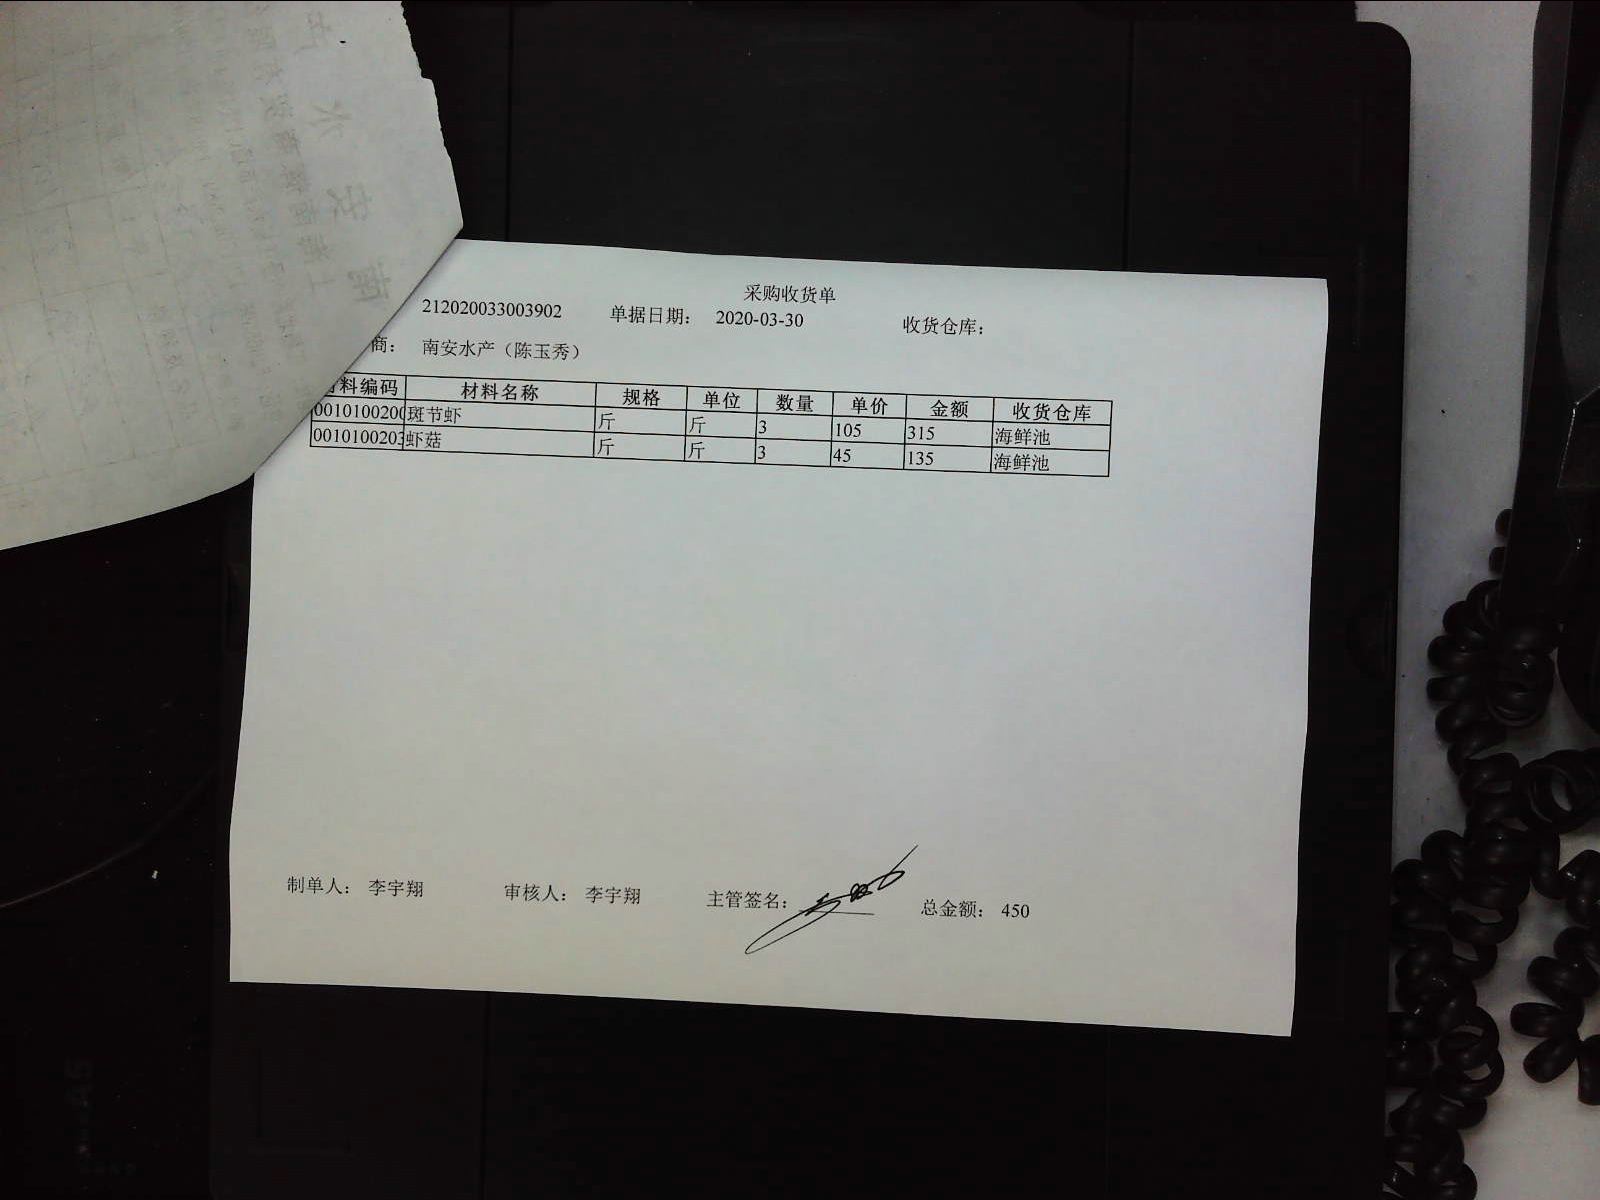 采购收货单
212020033003902 单据日期： 2020-03-30 收货仓库：
商： 南安水产（陈玉秀）
料编码 材料名称 规格 单位 数量 单价 金额 收货仓库
0010100200 斑节虾 斤 斤 3 105 315 海鲜池
0010100203 虾菇 斤 斤 3 45 135 海鲜池
制单人： 李宇翔 审核人： 李宇翔 主管签名： 总金额： 450